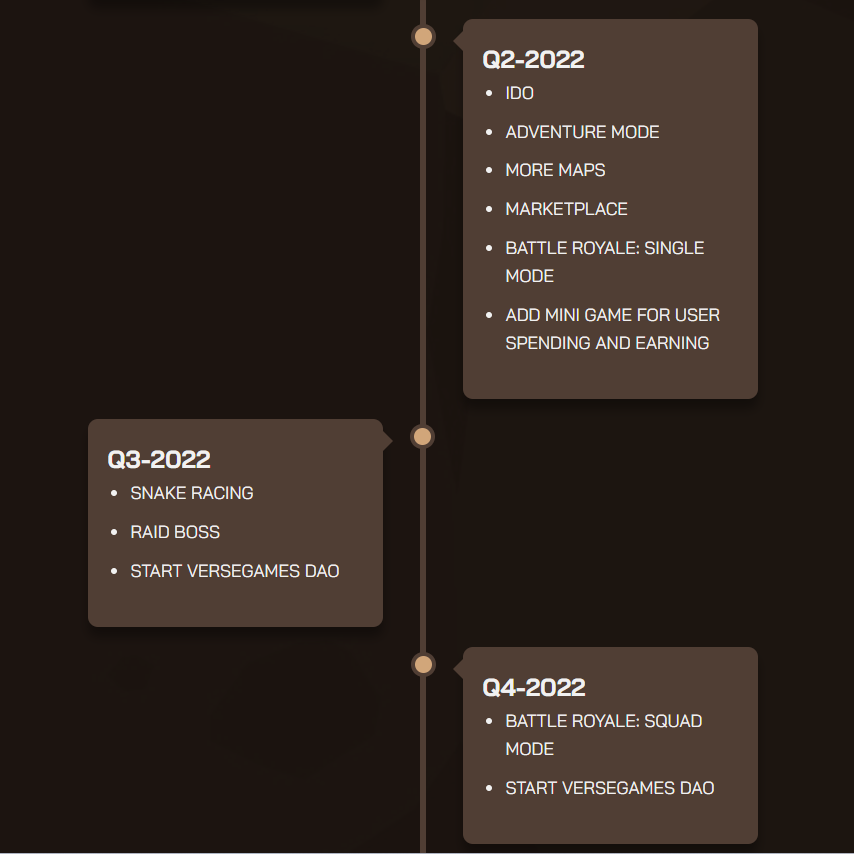 Q2-2022
• IDO
• ADVENTURE MODE
• MORE MAPS
• MARKETPLACE
• BATTLE ROYALE: SINGLE
MODE
• ADD MINI GAME FOR USER
SPENDING AND EARNING
Q3-2022
• SNAKE RACING
• RAID BOSS
• START VERSEGAMES DAO
Q4-2022
• BATTLE ROYALE: SQUAD
MODE
• START VERSEGAMES DAO